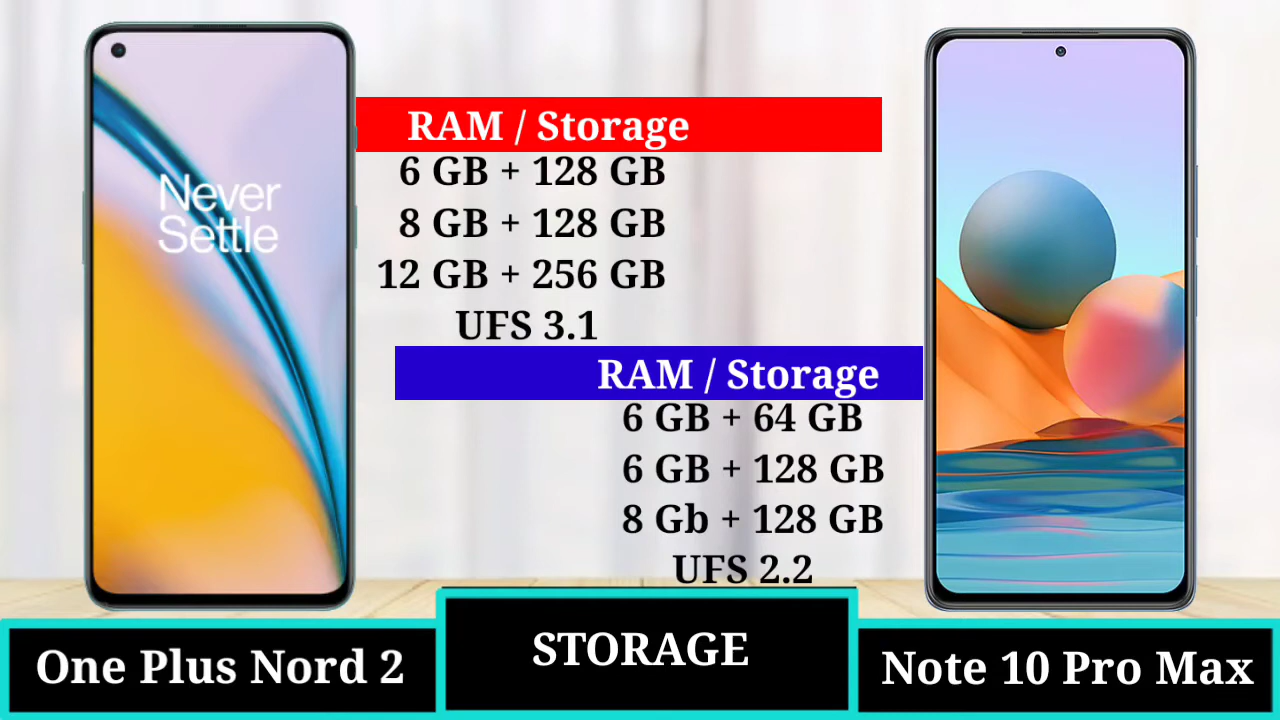 Never
Settle
RAM / Storage
6 GB + 128 GB
8 GB + 128 GB
12 GB + 256 GB
UFS 3.1
RAM / Storage
6 GB + 64 GB
6 GB + 128 GB
8 Gb + 128 GB
UFS 2.2
One Plus Nord 2
STORAGE
Note 10 Pro Max